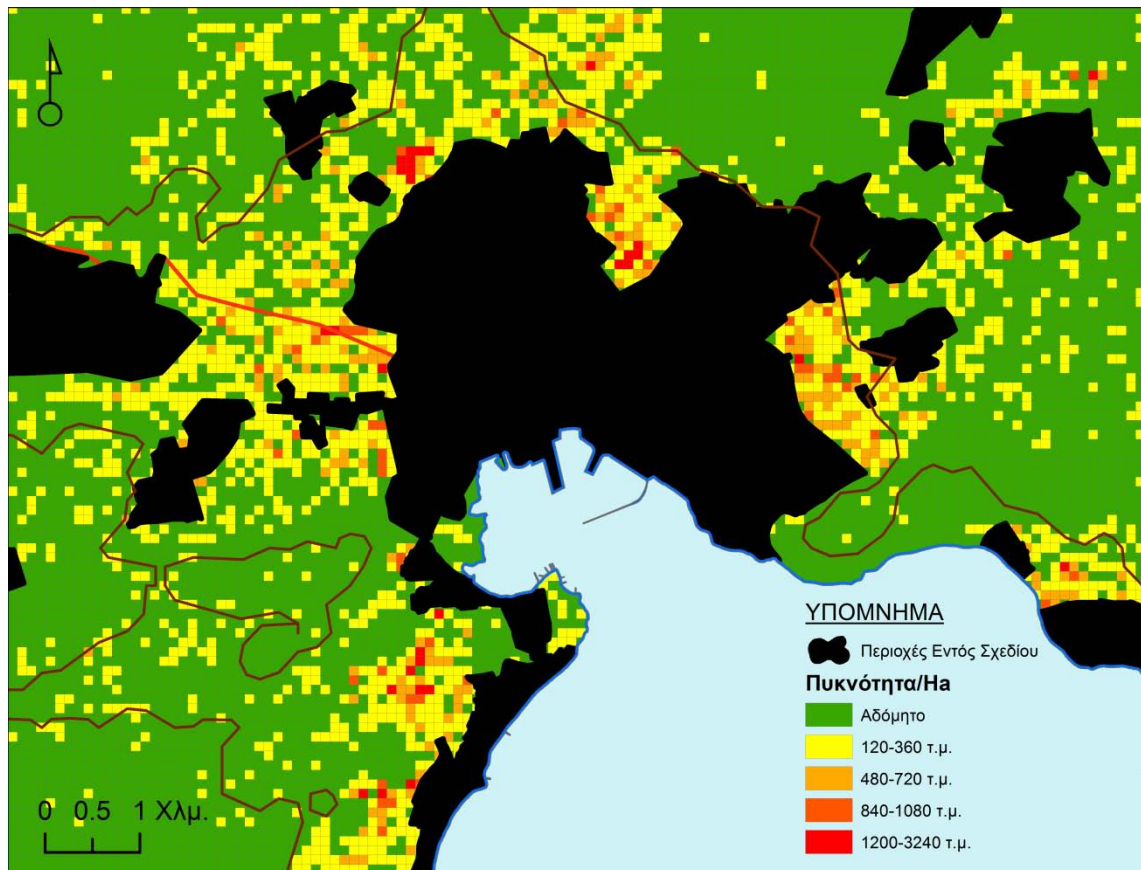 ΥΠΟΜΝΗΜΑ
Περιοχές Εντός Σχεδίου
Πυκνότητα/Ha
Αδόμητο
120-360 τ.μ.
480-720 τ.μ.
840-1080 τ.μ.
1200-3240 τ.μ.
0 0.5 1 Χλμ.